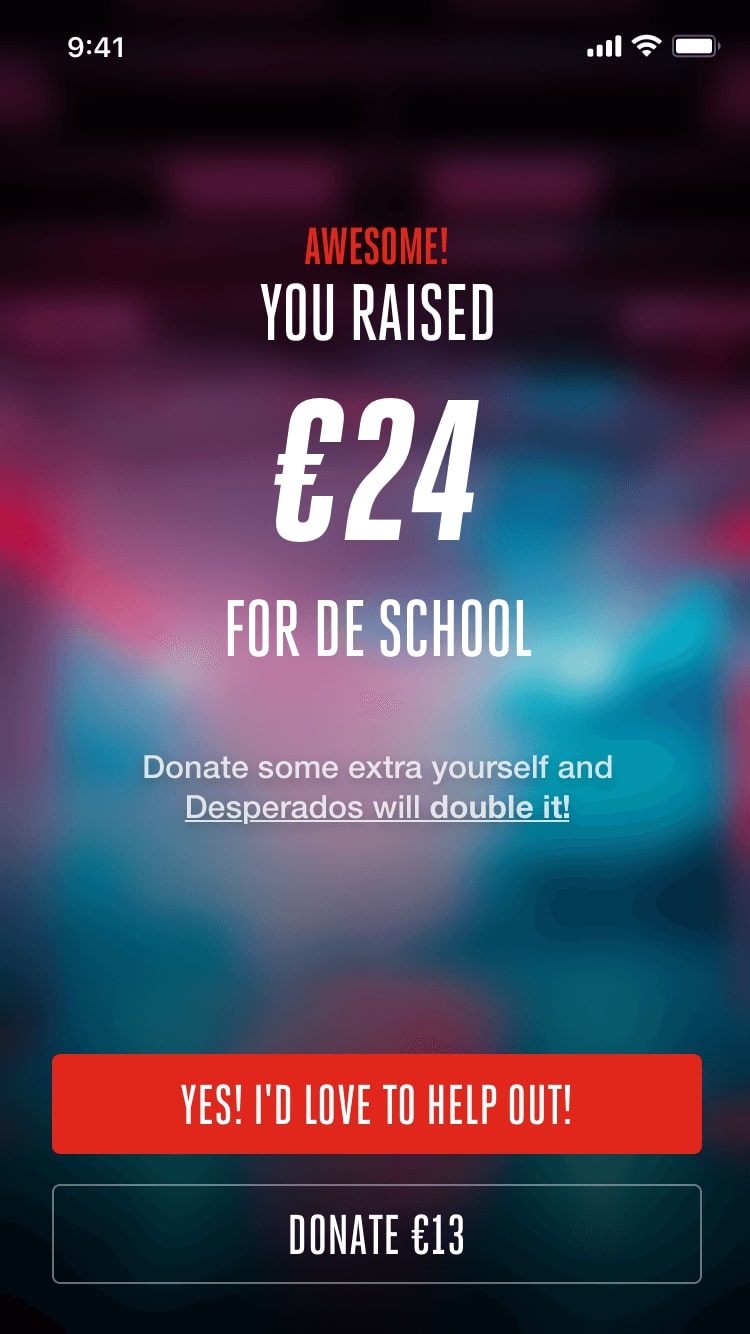 9:41
AWESOME!
YOU RAISED
€24
FOR DE SCHOOL
Donate some extra yourself and
Desperados will double it!
YES! I'D LOVE TO HELP OUT!
DONATE €13